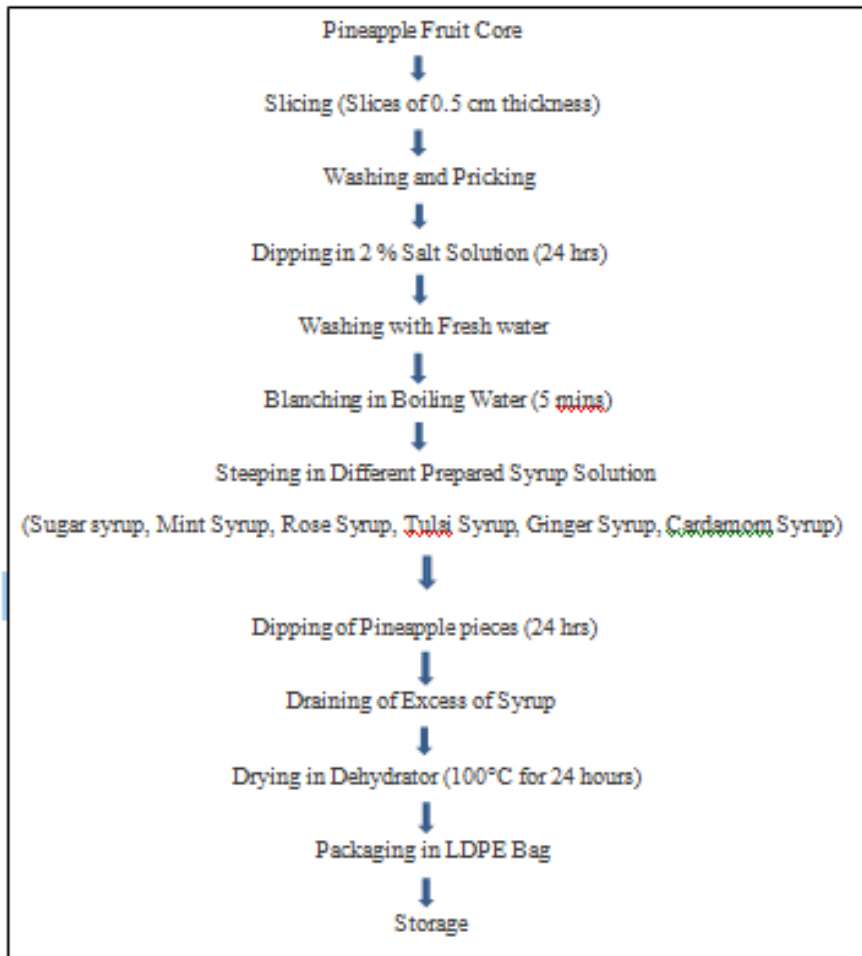 Pineapple Fruit Core
Slicing (Slices of 0.5 cm thickness)
Washing and Pricking
Dipping in 2 % Salt Solution (24 hrs)
Washing with Fresh water
Blanching in Boiling Water (5 mins)
Steeping in Different Prepared Syrup Solution
(Sugar syrup, Mint Syrup, Rose Syrup, Tulsi Syrup, Ginger Syrup, Cardamom Syrup)
Dipping of Pineapple pieces (24 hrs)
Draining of Excess of Syrup
Drying in Dehydrator (100°C for 24 hours)
Packaging in LDPE Bag
Storage